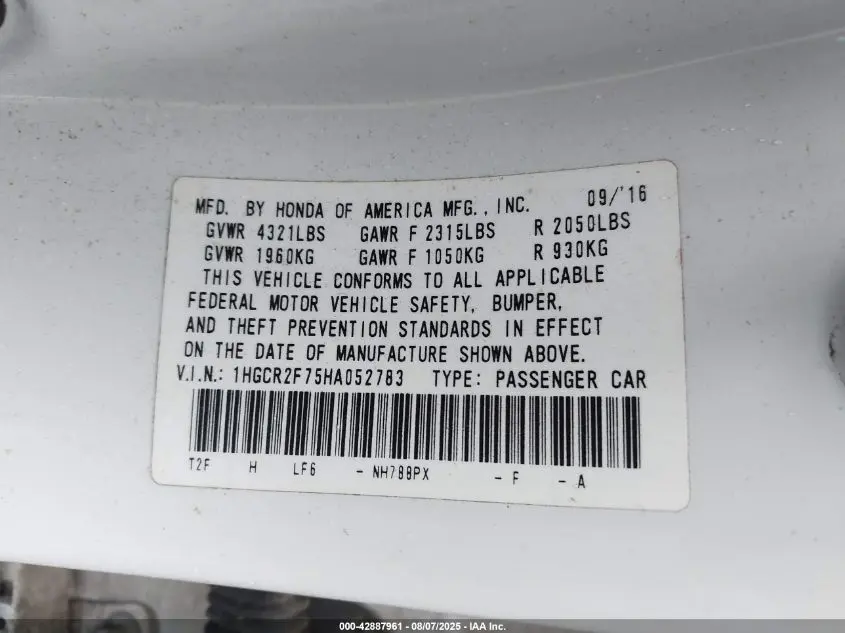 MFD. BY HONDA OF AMERICA MFG., INC. 09/'16
GVWR 4321LBS GAWR F 2315LBS R 2050LBS
GVWR 1960KG GAWR F 1050KG R 930KG
THIS VEHICLE CONFORMS TO ALL APPLICABLE
FEDERAL MOTOR VEHICLE SAFETY, BUMPER,
AND THEFT PREVENTION STANDARDS IN EFFECT
ON THE DATE OF MANUFACTURE SHOWN ABOVE.
V.I.N.: 1HGCR2F75HA052783 TYPE: PASSENGER CAR
T2F H LF6 - NH788PX - F - A
000-42887961 - 08/07/2025 - IAA Inc.